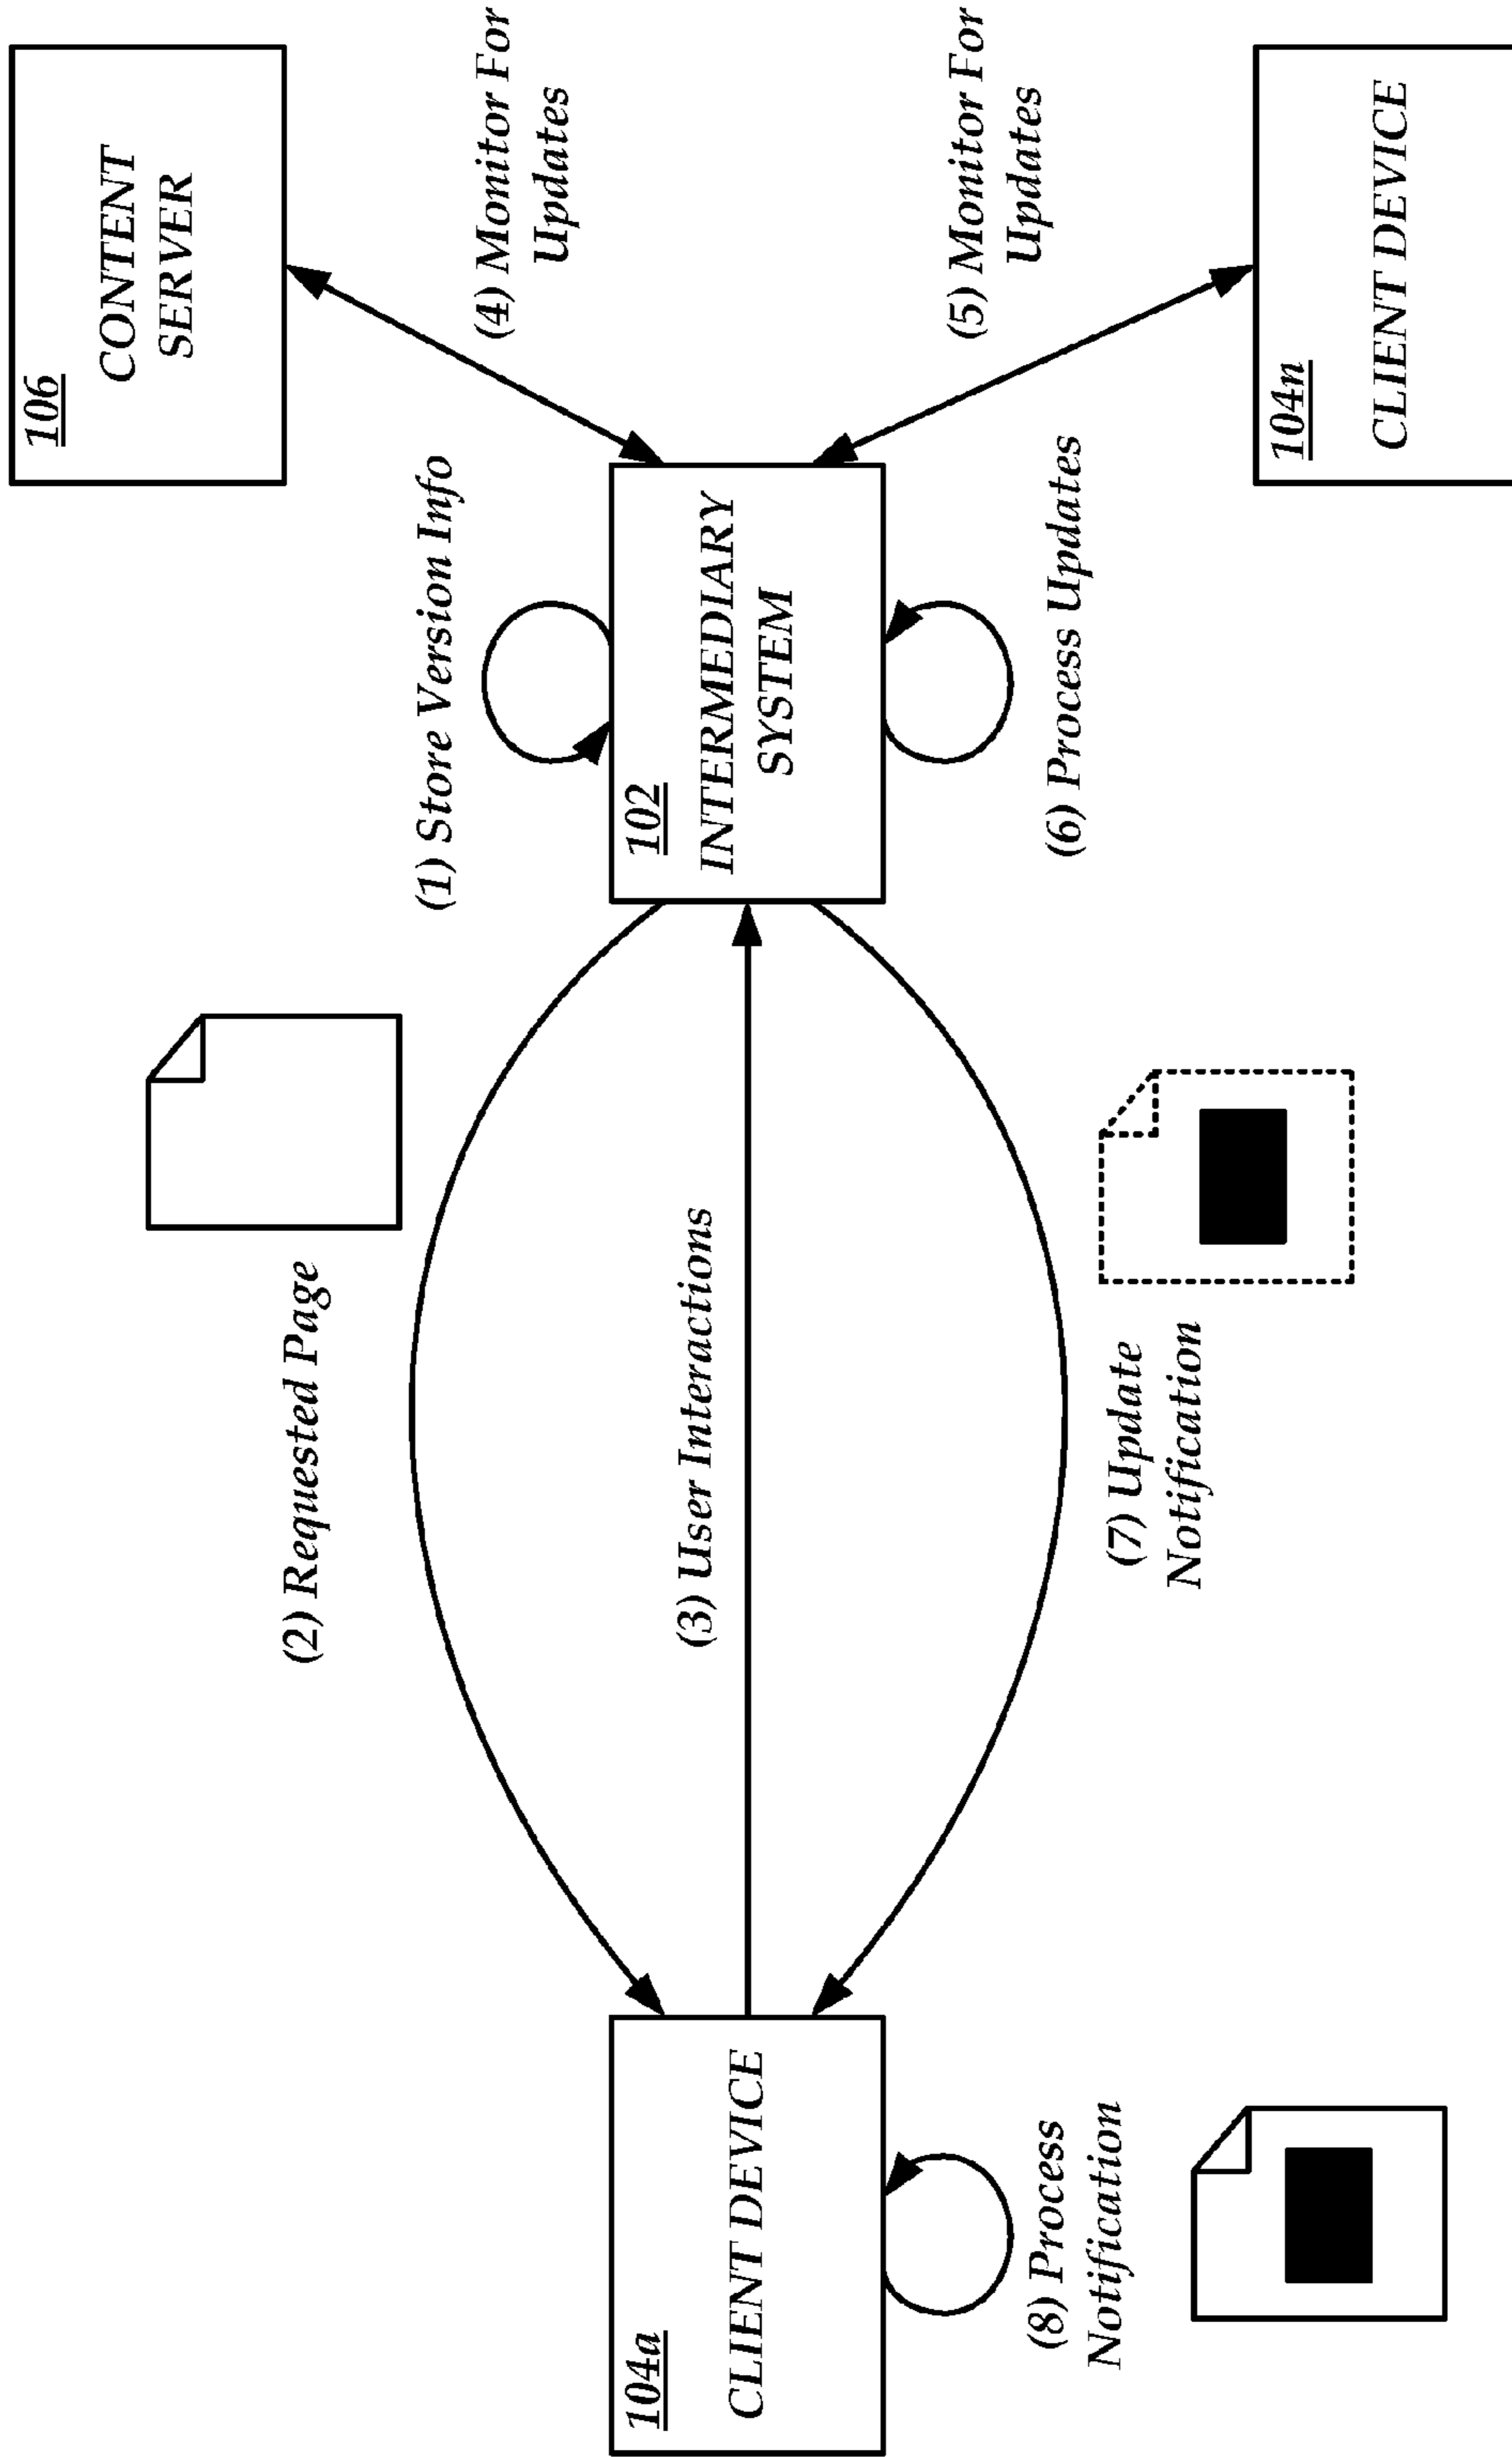 (2) Requested Page
(1) Store Version Info
106
CONTENT
SERVER
104a
CLIENT DEVICE
(3) User Interactions
102
INTERMEDIARY
SYSTEM
(4) Monitor For
Updates
(8) Process
Notification
(7) Update
Notification
(6) Process Updates
(5) Monitor For
Updates
104n
CLIENT DEVICE